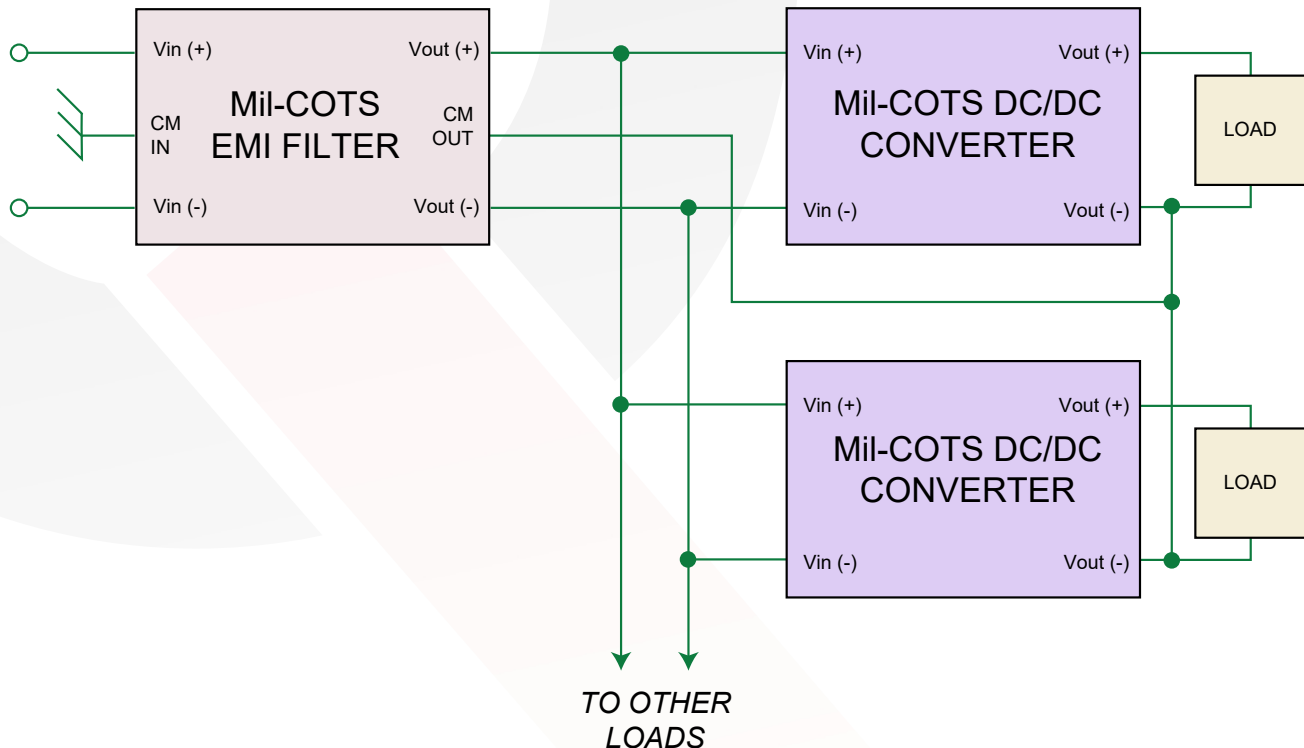 Vin (+)
Vout (+)
Mil-COTS
EMI FILTER
CM
IN
CM
OUT
Vin (-)
Vout (-)
Vin (+)
Vout (+)
Mil-COTS DC/DC
CONVERTER
Vin (-)
Vout (-)
LOAD
Vin (+)
Vout (+)
Mil-COTS DC/DC
CONVERTER
Vin (-)
Vout (-)
LOAD
TO OTHER
LOADS